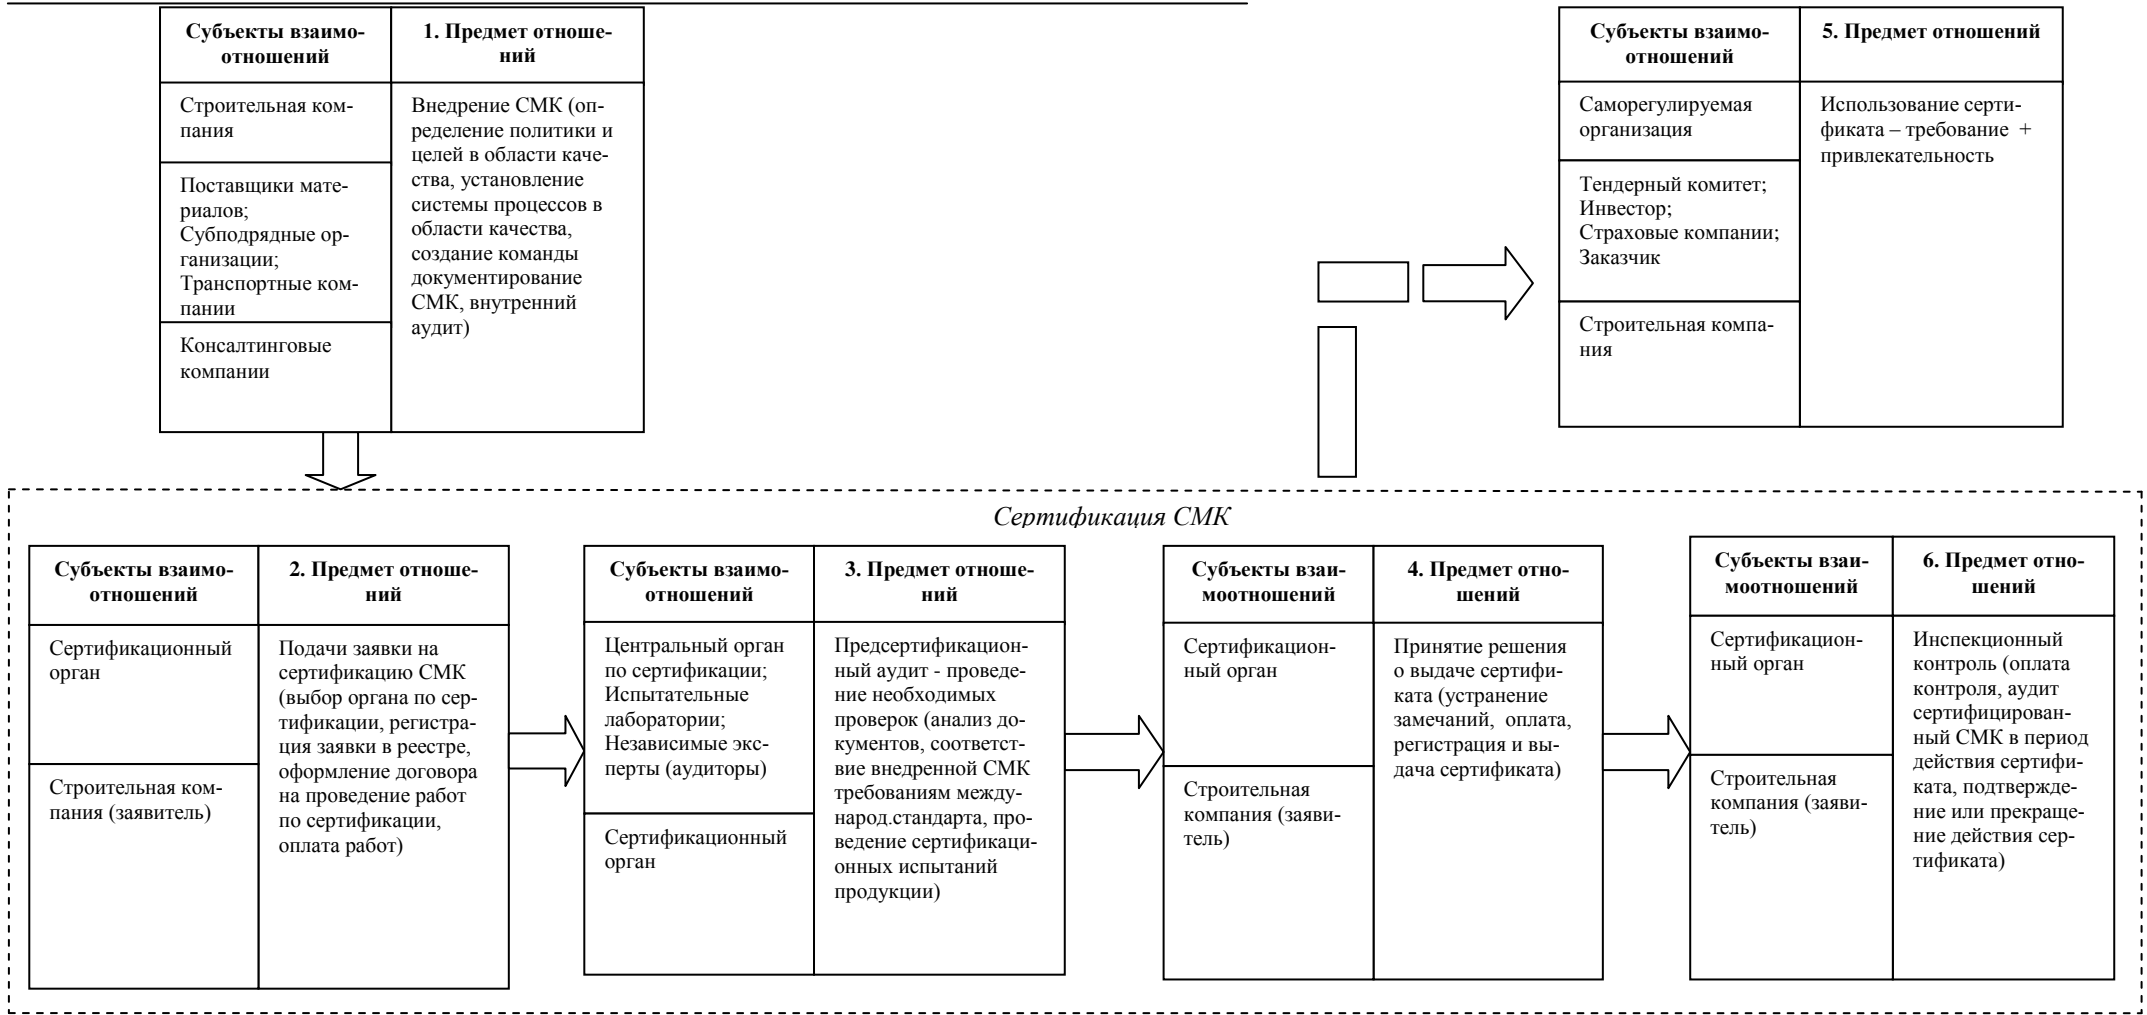 Субъекты взаимо-
отношений
1. Предмет отноше-
ний
Строительная ком-
пания
Поставщики мате-
риалов;
Субподрядные ор-
ганизации;
Транспортные ком-
пании
Консалтинговые
компании
Внедрение СМК (оп-
ределение политики и
целей в области каче-
ства, установление
системы процессов в
области качества,
создание команды
документирование
СМК, внутренний
аудит)
Субъекты взаимо-
отношений
5. Предмет отношений
Саморегулируемая
организация
Тендерный комитет;
Инвестор;
Страховые компании;
Заказчик
Строительная компа-
ния
Использование серти-
фиката – требование  +
привлекательность
Сертификация СМК
Субъекты взаимо-
отношений
2. Предмет отноше-
ний
Сертификационный
орган
Строительная ком-
пания (заявитель)
Подачи заявки на
сертификацию СМК
(выбор органа по сер-
тификации, регистра-
ция заявки в реестре,
оформление договора
на проведение работ
по сертификации,
оплата работ)
Субъекты взаимо-
отношений
3. Предмет отноше-
ний
Центральный орган
по сертификации;
Испытательные
лаборатории;
Независимые экс-
перты (аудиторы)
Сертификационный
орган
Предсертификацион-
ный аудит - проведе-
ние необходимых
проверок (анализ до-
кументов, соответст-
вие внедренной СМК
требованиям между-
народ.стандарта, про-
ведение сертификаци-
онных испытаний
продукции)
Субъекты взаи-
моотношений
4. Предмет отно-
шений
Сертификацион-
ный орган
Строительная
компания (заяви-
тель)
Принятие решения
о выдаче сертифи-
ката (устранение
замечаний,  оплата,
регистрация и вы-
дача сертификата)
Субъекты взаи-
моотношений
6. Предмет отно-
шений
Сертификацион-
ный орган
Строительная
компания (заяви-
тель)
Инспекционный
контроль (оплата
контроля, аудит
сертифицирован-
ный СМК в период
действия сертифи-
ката, подтвержде-
ние или прекраще-
ние действия сер-
тификата)